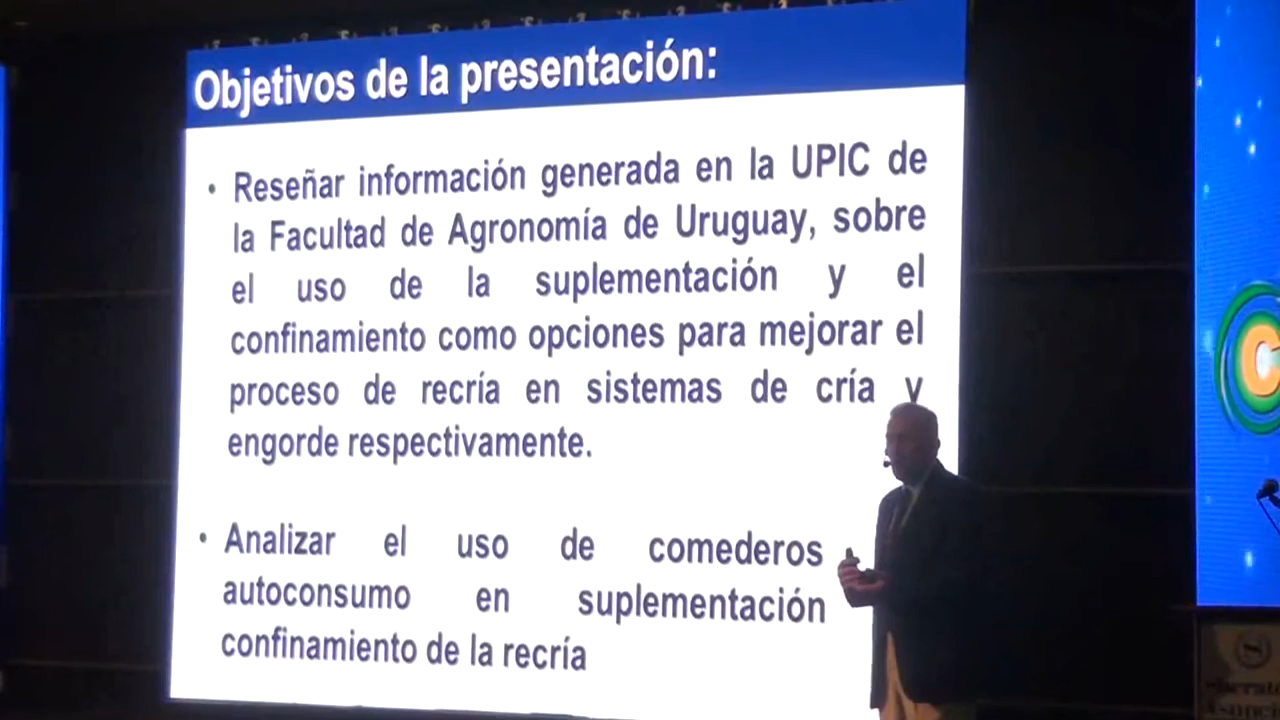 Objetivos de la presentación:
• Reseñar información generada en la UPIC de
la Facultad de Agronomía de Uruguay, sobre
el uso de la suplementación y el
confinamiento como opciones para mejorar el
proceso de recría en sistemas de cría y
engorde respectivamente.
• Analizar el uso de comederos
autoconsumo en suplementación
confinamiento de la recría
C